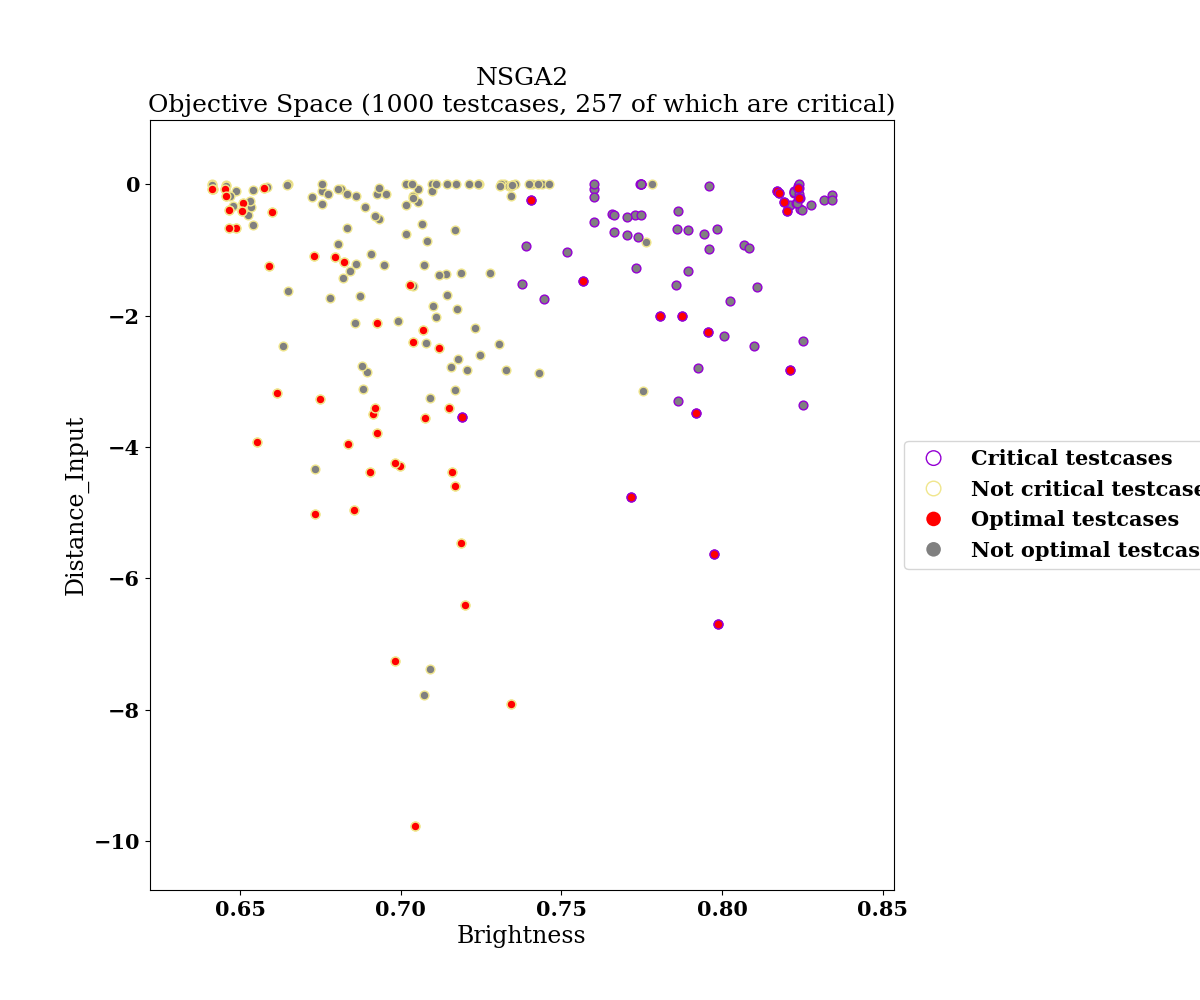 NSGA2
Objective Space (1000 testcases, 257 of which are critical)
0
−2
−4
−6
−8
−10
Distance_Input
0.65
0.70
0.75
0.80
0.85
Brightness
Critical testcases
Not critical testcase
Optimal testcases
Not optimal testcas